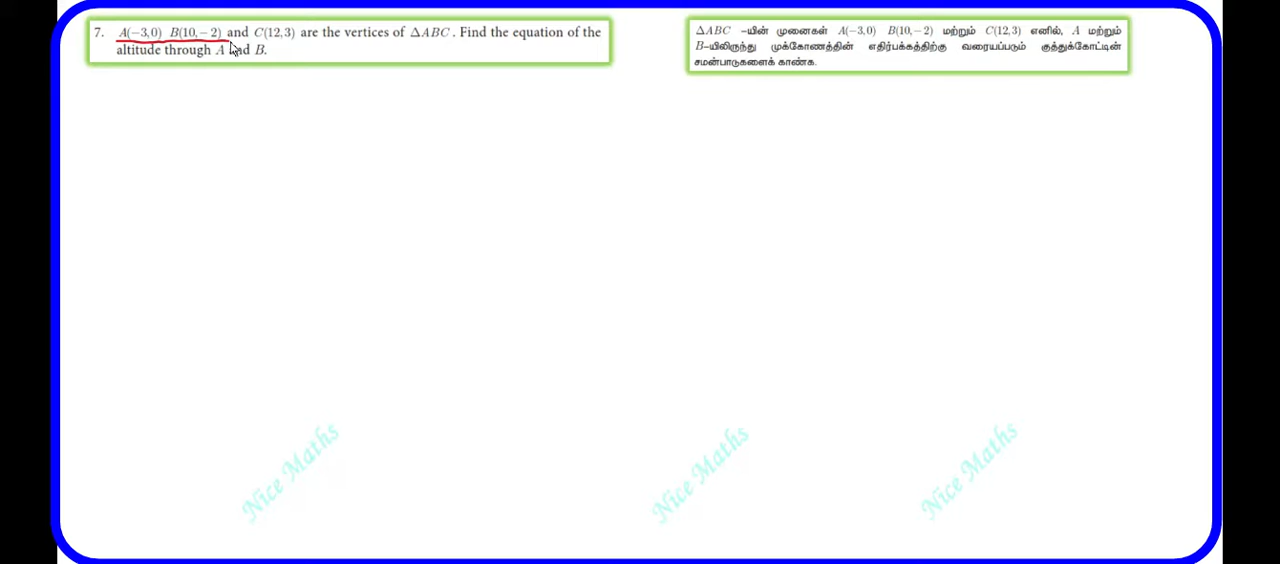 7. A(−3,0) B(10,−2) and C(12,3) are the vertices of ΔABC. Find the equation of the
altitude through A and B.
ΔABC –யின் முனைகள் A(−3,0) B(10,−2) மற்றும் C(12,3) எனில், A மற்றும்
B–யிலிருந்து முக்கோணத்தின் எதிர்பக்கத்திற்கு வரையப்படும் குத்துக்கோட்டின்
சமன்பாடுகளைக் காண்க.
Nice Maths
Nice Maths
Nice Maths